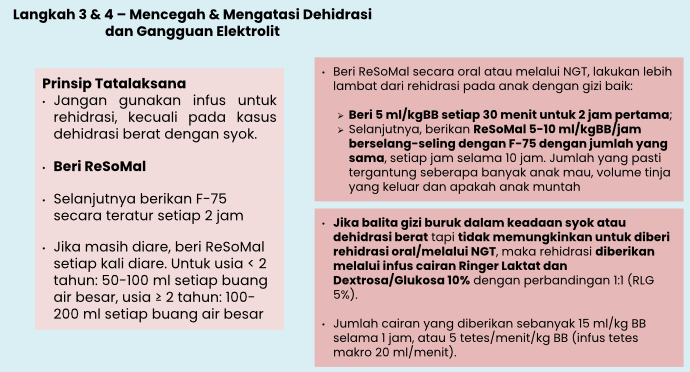 Langkah 3 & 4 – Mencegah & Mengatasi Dehidrasi
dan Gangguan Elektrolit
Prinsip Tatalaksana
• Jangan gunakan infus untuk
rehidrasi, kecuali pada kasus
dehidrasi berat dengan syok.
• Beri ReSoMal
• Selanjutnya berikan F-75
secara teratur setiap 2 jam
• Jika masih diare, beri ReSoMal
setiap kali diare. Untuk usia < 2
tahun: 50-100 ml setiap buang
air besar, usia ≥ 2 tahun: 100-
200 ml setiap buang air besar
• Beri ReSoMal secara oral atau melalui NGT, lakukan lebih
lambat dari rehidrasi pada anak dengan gizi baik:
➢ Beri 5 ml/kgBB setiap 30 menit untuk 2 jam pertama;
➢ Selanjutnya, berikan ReSoMal 5-10 ml/kgBB/jam
berselang-seling dengan F-75 dengan jumlah yang
sama, setiap jam selama 10 jam. Jumlah yang pasti
tergantung seberapa banyak anak mau, volume tinja
yang keluar dan apakah anak muntah
• Jika balita gizi buruk dalam keadaan syok atau
dehidrasi berat tapi tidak memungkinkan untuk diberi
rehidrasi oral/melalui NGT, maka rehidrasi diberikan
melalui infus cairan Ringer Laktat dan
Dextrosa/Glukosa 10% dengan perbandingan 1:1 (RLG
5%).
• Jumlah cairan yang diberikan sebanyak 15 ml/kg BB
selama 1 jam, atau 5 tetes/menit/kg BB (infus tetes
makro 20 ml/menit).